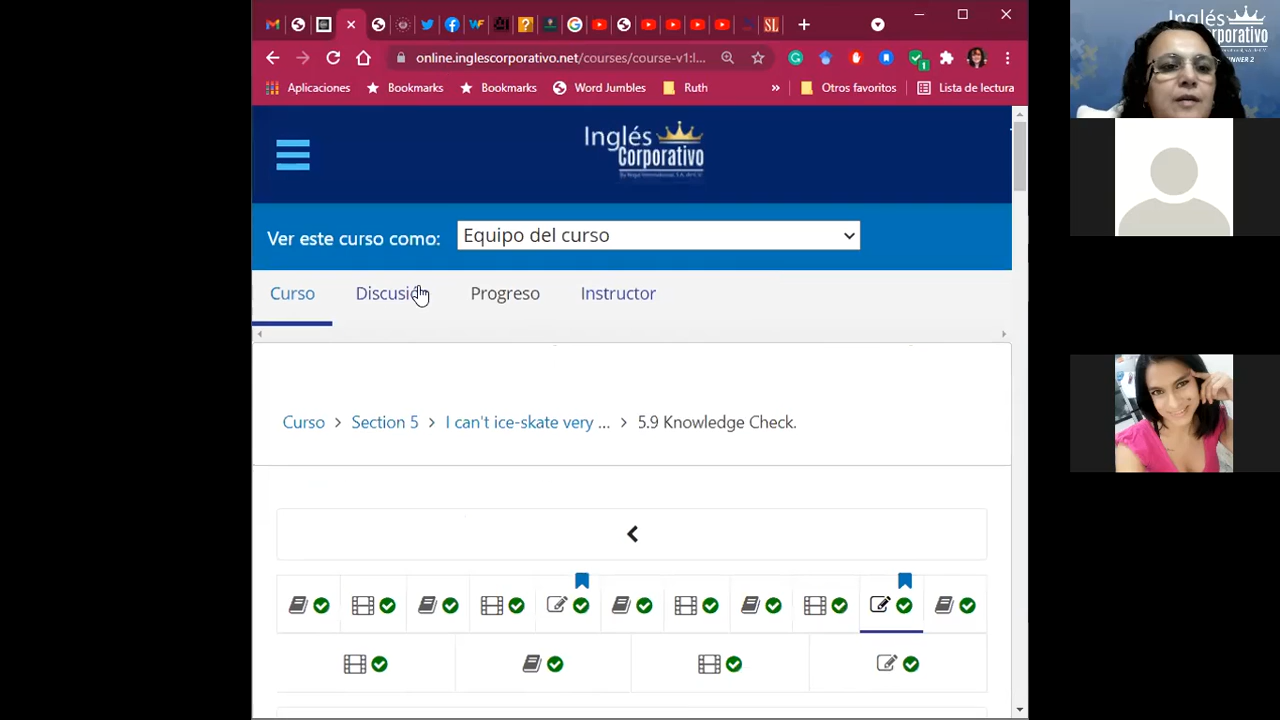 online.inglescorporativo.net/courses/course-v1:l...
Aplicaciones
Bookmarks
Bookmarks
Word Jumbles
Ruth
»
Otros favoritos
Lista de lectura
Inglés
Corporativo
Ver este curso como:
Equipo del curso
Curso
Discusión
Progreso
Instructor
Curso > Section 5 > I can't ice-skate very ... > 5.9 Knowledge Check.
Inglés
Corporativo